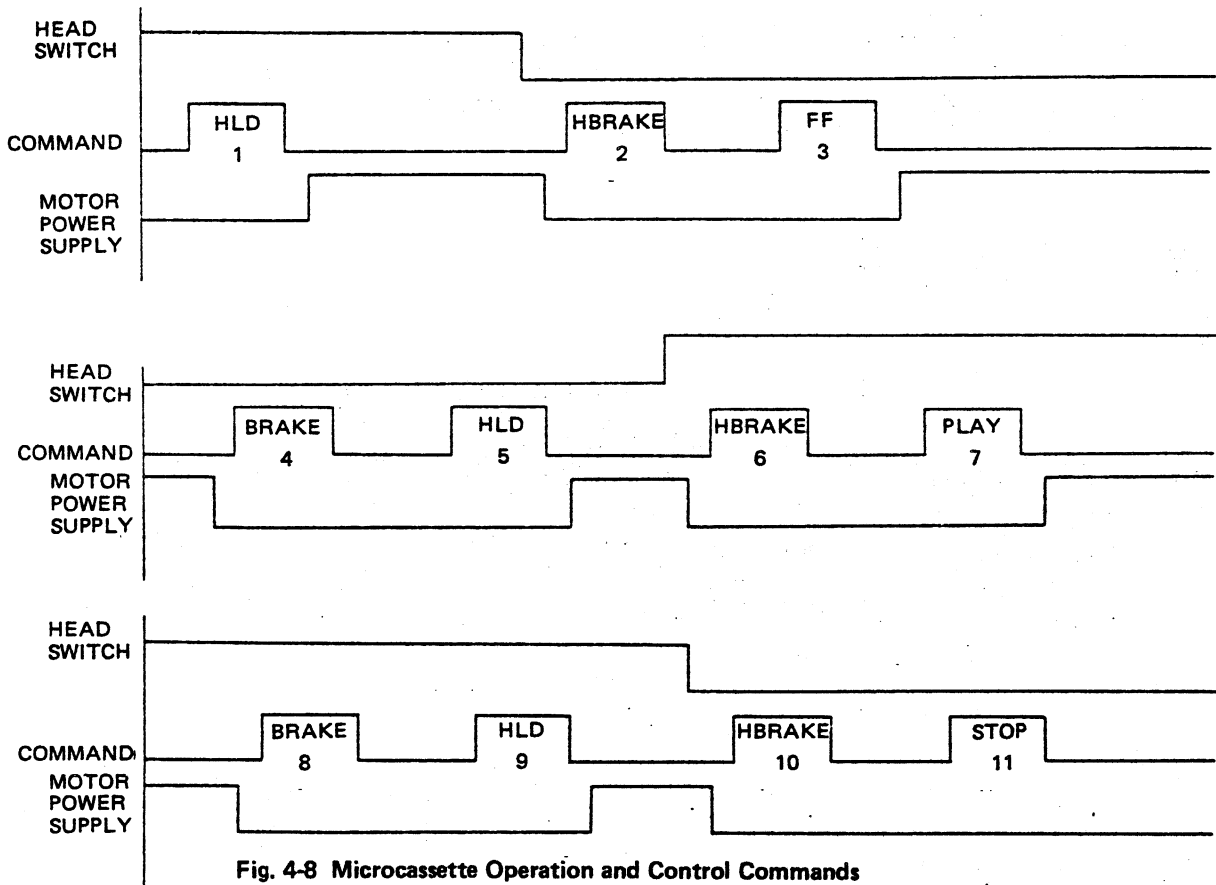 HEAD
SWITCH
COMMAND
HLD
1
HBRAKE
2
FF
3
MOTOR
POWER
SUPPLY
HEAD
SWITCH
COMMAND
BRAKE
4
HLD
5
HBRAKE
6
PLAY
7
MOTOR
POWER
SUPPLY
HEAD
SWITCH
COMMAND
BRAKE
8
HLD
9
HBRAKE
10
STOP
11
MOTOR
POWER
SUPPLY
Fig. 4-8 Microcassette Operation and Control Commands